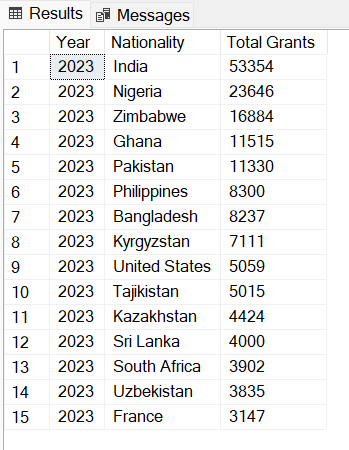 Results Messages
Year Nationality Total Grants
1 2023 India 53354
2 2023 Nigeria 23646
3 2023 Zimbabwe 16884
4 2023 Ghana 11515
5 2023 Pakistan 11330
6 2023 Philippines 8300
7 2023 Bangladesh 8237
8 2023 Kyrgyzstan 7111
9 2023 United States 5059
10 2023 Tajikistan 5015
11 2023 Kazakhstan 4424
12 2023 Sri Lanka 4000
13 2023 South Africa 3902
14 2023 Uzbekistan 3835
15 2023 France 3147